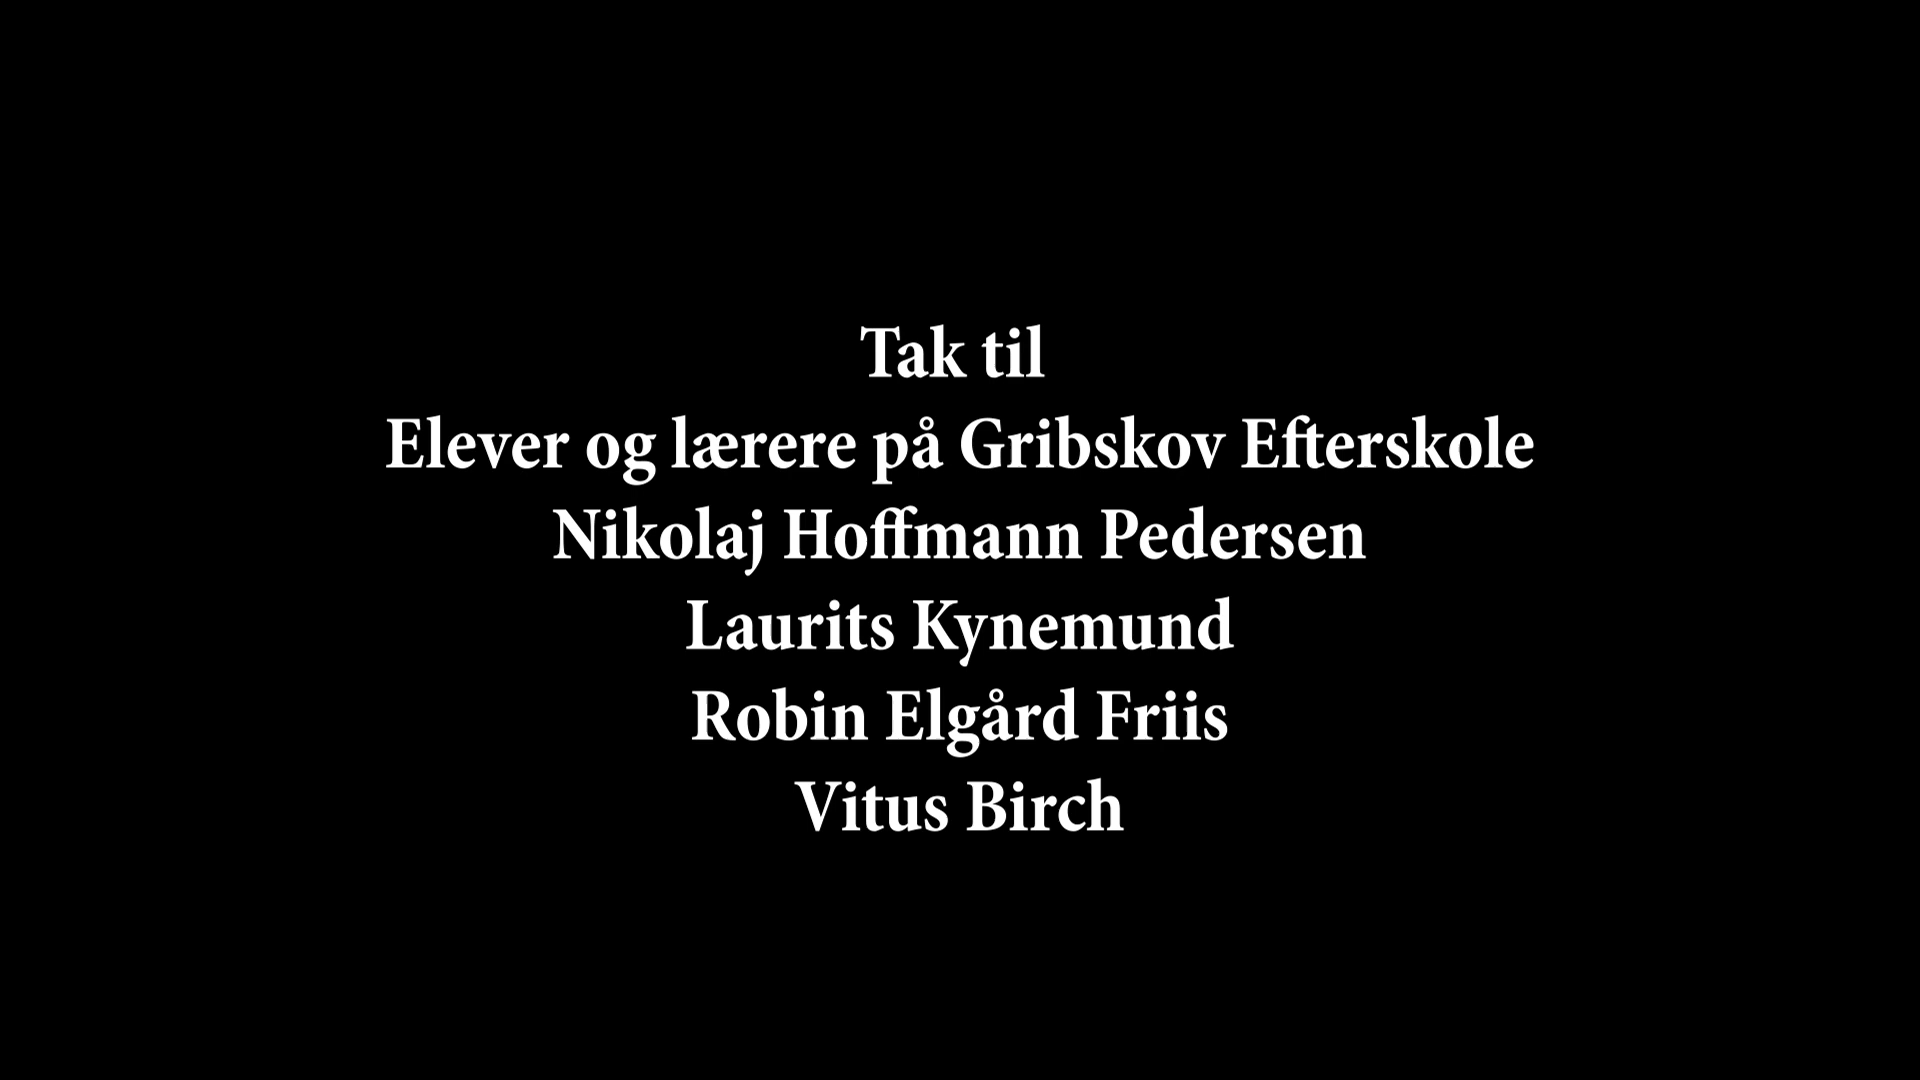 Tak til
Elever og lærere på Gribskov Efterskole
Nikolaj Hoffmann Pedersen
Laurits Kynemund
Robin Elgård Friis
Vitus Birch